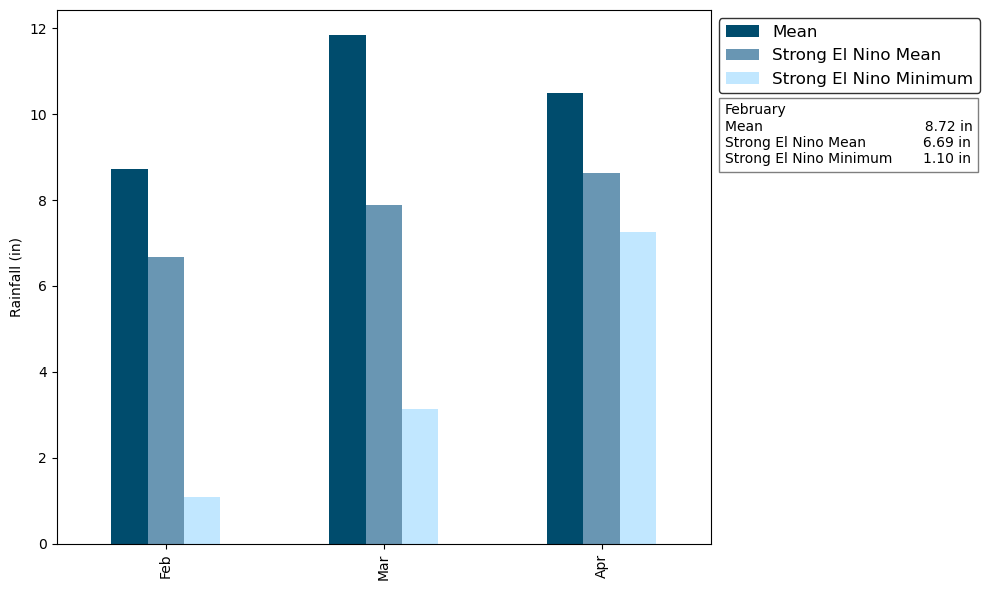 12
10
8
6
4
2
0
Rainfall (in)
Feb
Mar
Apr
Mean
Strong El Nino Mean
Strong El Nino Minimum
February
Mean 8.72 in
Strong El Nino Mean 6.69 in
Strong El Nino Minimum 1.10 in